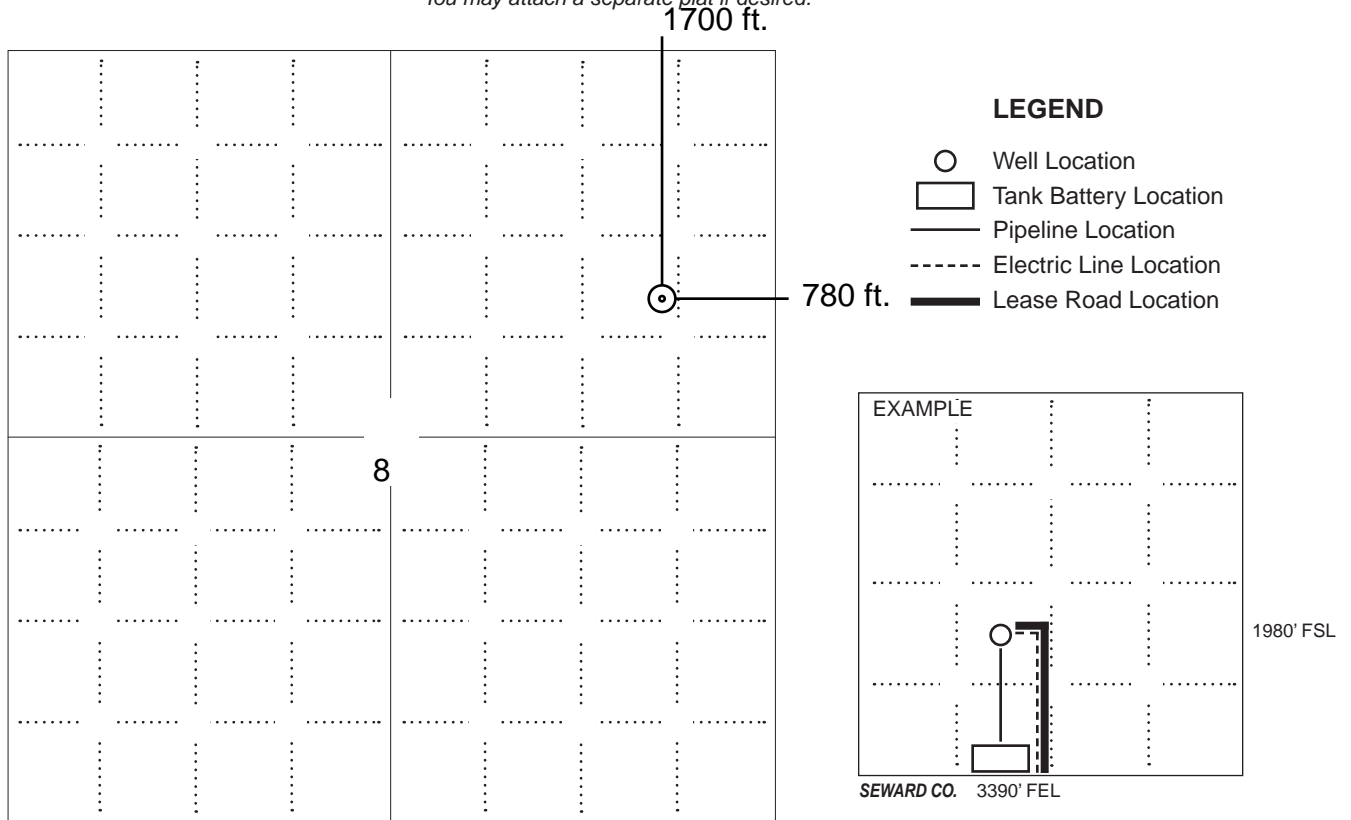 You may attach a separate plat if desired.
1700 ft.
LEGEND
Well Location
Tank Battery Location
Pipeline Location
Electric Line Location
780 ft.
Lease Road Location
EXAMPLE
8
1980' FSL
SEWARD CO. 3390' FEL